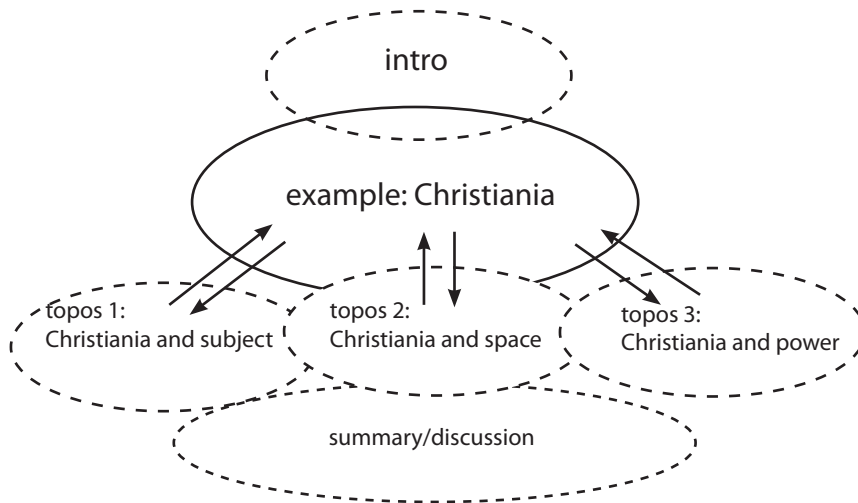 intro
example: Christiania
topos 1:
Christiania and subject
topos 2:
Christiania and space
topos 3:
Christiania and power
summary/discussion